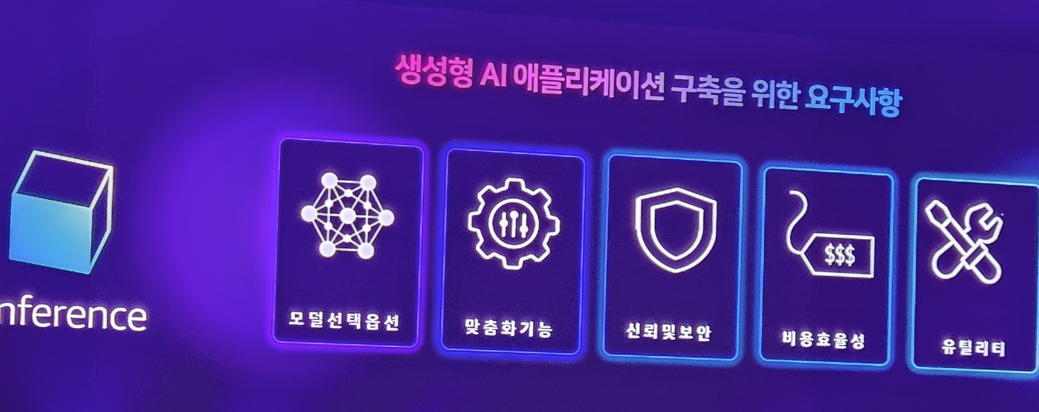 생성형 AI 애플리케이션 구축을 위한 요구사항
$$$
모델선택옵션
맞춤화기능
신뢰및보안
비용효율성
유틸리티
nference